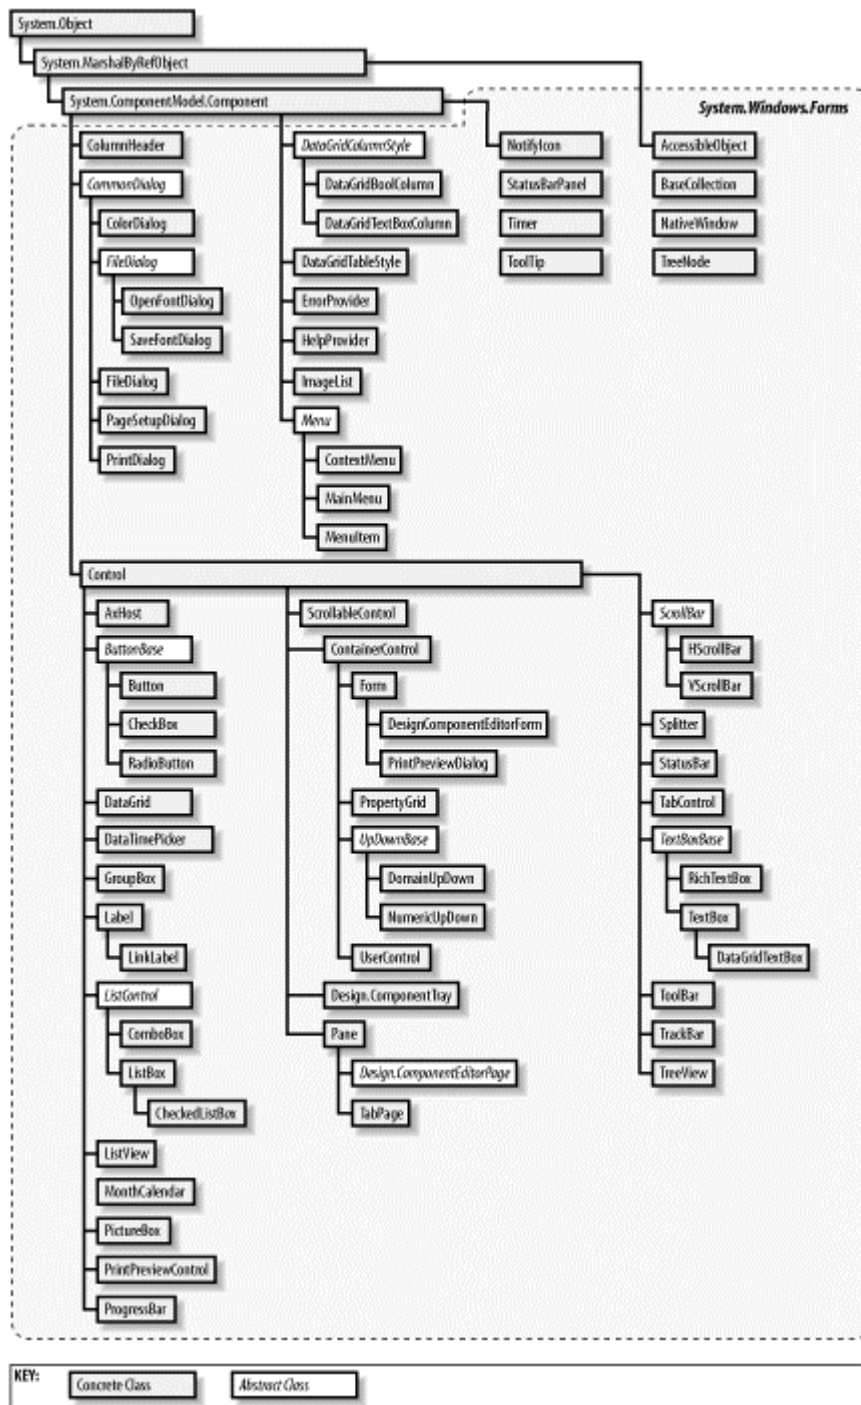 System.Object
System.MarshalByRefObject
System.ComponentModel.Component
System.Windows.Forms
ColumnHeader
CommonDialog
ColorDialog
FileDialog
OpenFontDialog
SaveFontDialog
FileDialog
PageSetupDialog
PrintDialog
DataGridColumnStyle
DataGridBoolColumn
DataGridTextBoxColumn
DataGridTableStyle
ErrorProvider
HelpProvider
ImageList
Menu
ContextMenu
MainMenu
MenuItem
NotifyIcon
StatusBarPanel
Timer
ToolTip
AccessibleObject
BaseCollection
NativeWindow
TreeNode
Control
AxHost
ButtonBase
Button
CheckBox
RadioButton
DataGrid
DataTimePicker
GroupBox
Label
LinkLabel
ListControl
ComboBox
ListBox
CheckedListBox
ListView
MonthCalendar
PictureBox
PrintPreviewControl
ProgressBar
ScrollableControl
ContainerControl
Form
DesignComponentEditorForm
PrintPreviewDialog
PropertyGrid
UpDownBase
DomainUpDown
NumericUpDown
UserControl
Design.ComponentTray
Pane
Design.ComponentEditorPage
TabPage
ScrollBar
HScrollBar
VScrollBar
Splitter
StatusBar
TabControl
TextBoxBase
RichTextBox
TextBox
DataGridTextBox
ToolBar
TrackBar
TreeView
KEY:
Concrete Class
Abstract Class